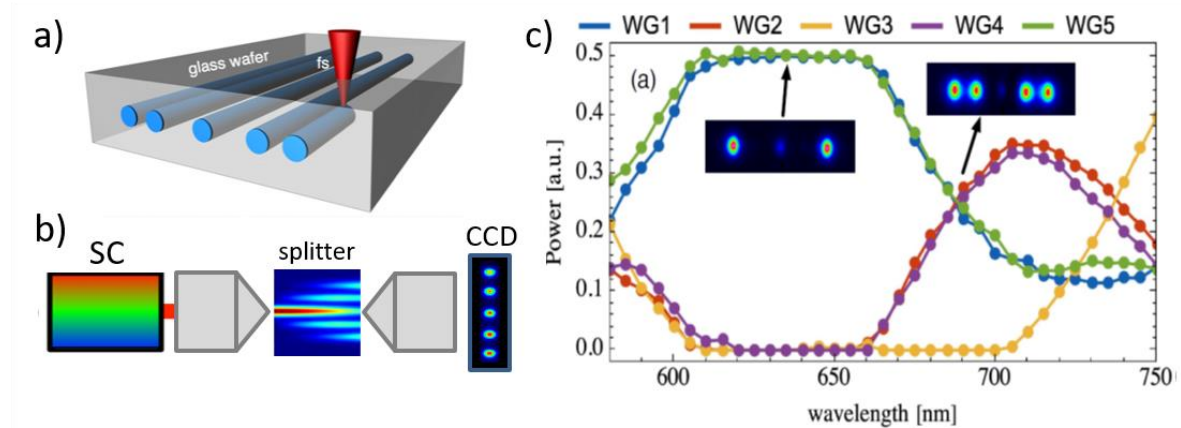 a)
glass wafer
fs
b)
SC
splitter
CCD
c)
WG1 WG2 WG3 WG4 WG5
(a)
Power [a.u.]
0.5
0.4
0.3
0.2
0.1
0.0
600 650 700 750
wavelength [nm]